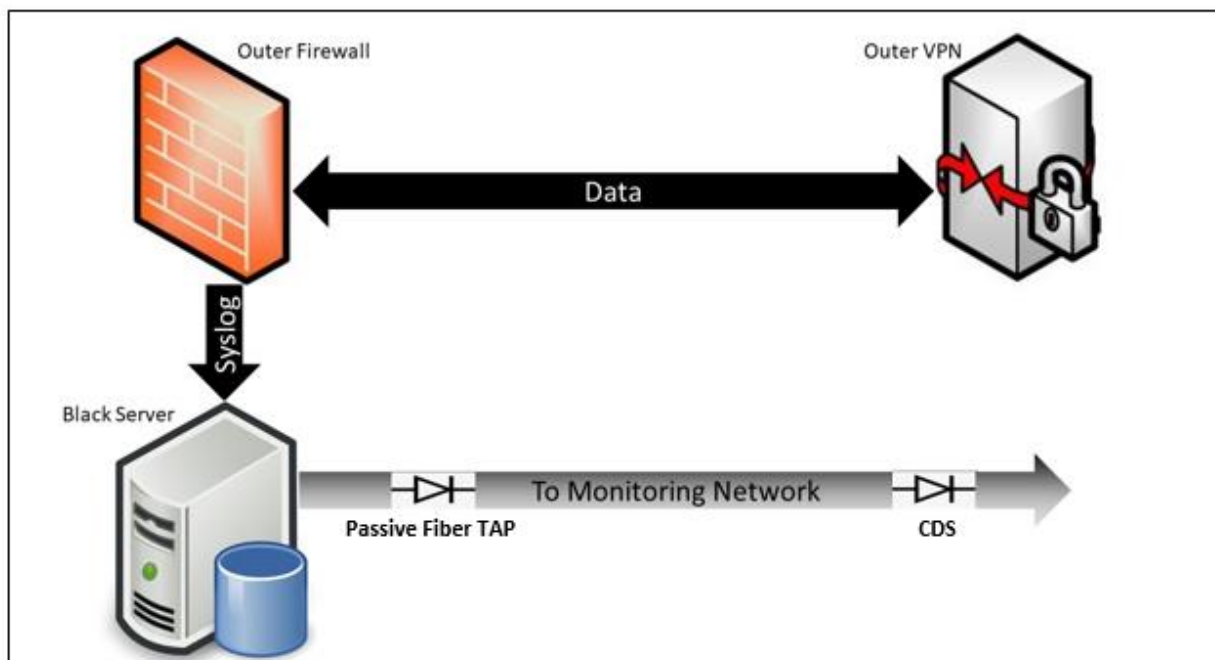 Outer Firewall
Outer VPN
Data
Syslog
Black Server
To Monitoring Network
Passive Fiber TAP
CDS